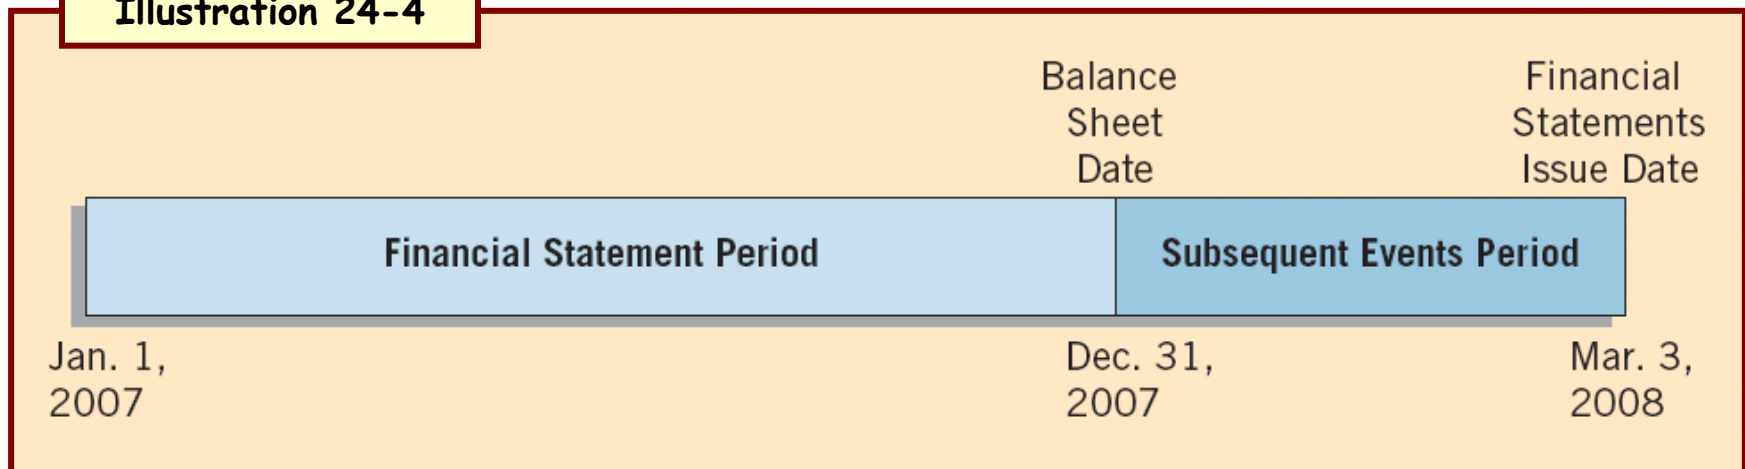 Illustration 24-4
Balance
Sheet
Date
Financial
Statements
Issue Date
Financial Statement Period
Subsequent Events Period
Jan. 1,
2007
Dec. 31,
2007
Mar. 3,
2008